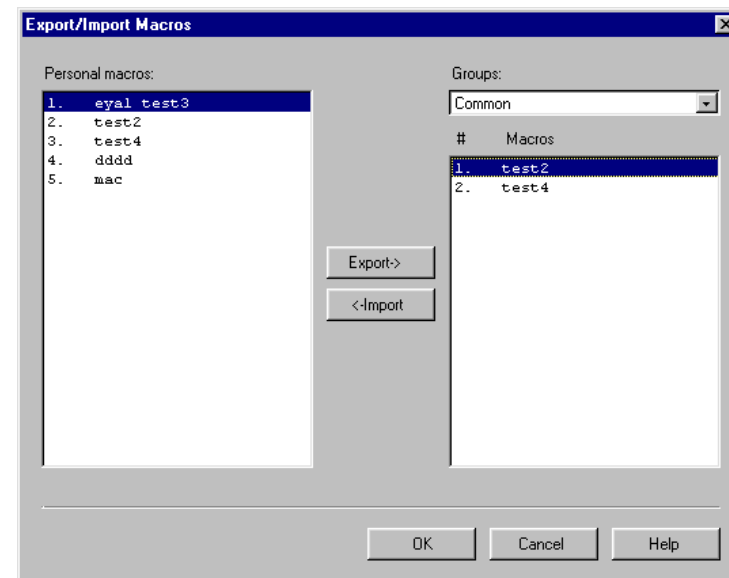 Export/Import Macros
Personal macros:
1. eyal test3
2. test2
3. test4
4. dddd
5. mac
Export->
<-Import
Groups:
Common
# Macros
1. test2
2. test4
OK Cancel Help